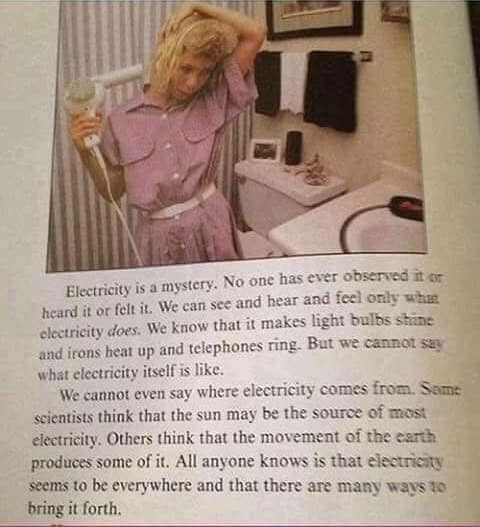 Electricity is a mystery. No one has ever observed it or
heard it or felt it. We can see and hear and feel only what
electricity does. We know that it makes light bulbs shine
and irons heat up and telephones ring. But we cannot say
what electricity itself is like.
We cannot even say where electricity comes from. Some
scientists think that the sun may be the source of most
electricity. Others think that the movement of the earth
produces some of it. All anyone knows is that electricity
seems to be everywhere and that there are many ways to
bring it forth.